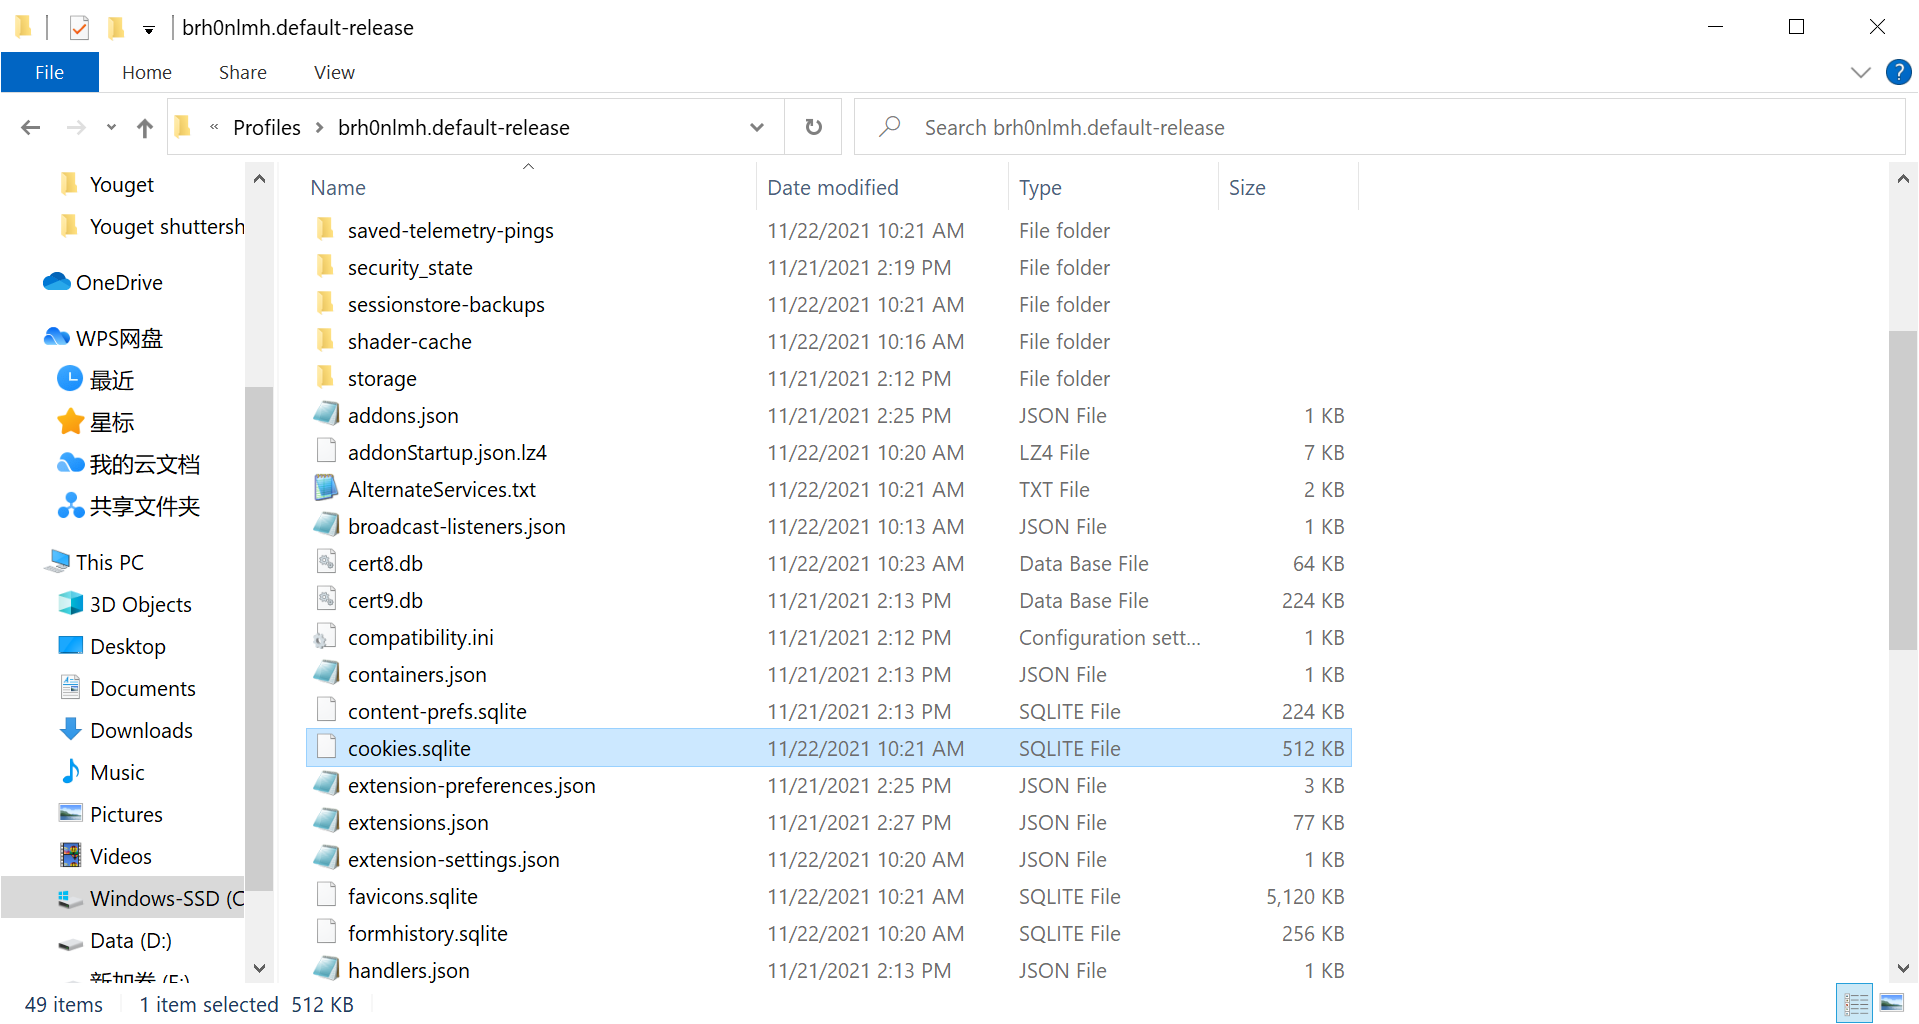 brh0nlmh.default-release
File Home Share View
« Profiles > brh0nlmh.default-release
Search brh0nlmh.default-release
Youget
Youget shuttersh
OneDrive
WPS网盘
最近
星标
我的云文档
共享文件夹
This PC
3D Objects
Desktop
Documents
Downloads
Music
Pictures
Videos
Windows-SSD (C
Data (D:)
新加卷 (E:)
Name Date modified Type Size
saved-telemetry-pings 11/22/2021 10:21 AM File folder
security_state 11/21/2021 2:19 PM File folder
sessionstore-backups 11/22/2021 10:21 AM File folder
shader-cache 11/22/2021 10:16 AM File folder
storage 11/21/2021 2:12 PM File folder
addons.json 11/21/2021 2:25 PM JSON File 1 KB
addonStartup.json.lz4 11/22/2021 10:20 AM LZ4 File 7 KB
AlternateServices.txt 11/22/2021 10:21 AM TXT File 2 KB
broadcast-listeners.json 11/22/2021 10:13 AM JSON File 1 KB
cert8.db 11/22/2021 10:23 AM Data Base File 64 KB
cert9.db 11/21/2021 2:13 PM Data Base File 224 KB
compatibility.ini 11/21/2021 2:12 PM Configuration sett... 1 KB
containers.json 11/21/2021 2:13 PM JSON File 1 KB
content-prefs.sqlite 11/21/2021 2:13 PM SQLITE File 224 KB
cookies.sqlite 11/22/2021 10:21 AM SQLITE File 512 KB
extension-preferences.json 11/21/2021 2:25 PM JSON File 3 KB
extensions.json 11/21/2021 2:27 PM JSON File 77 KB
extension-settings.json 11/22/2021 10:20 AM JSON File 1 KB
favicons.sqlite 11/22/2021 10:21 AM SQLITE File 5,120 KB
formhistory.sqlite 11/22/2021 10:20 AM SQLITE File 256 KB
handlers.json 11/21/2021 2:13 PM JSON File 1 KB
49 items 1 item selected 512 KB